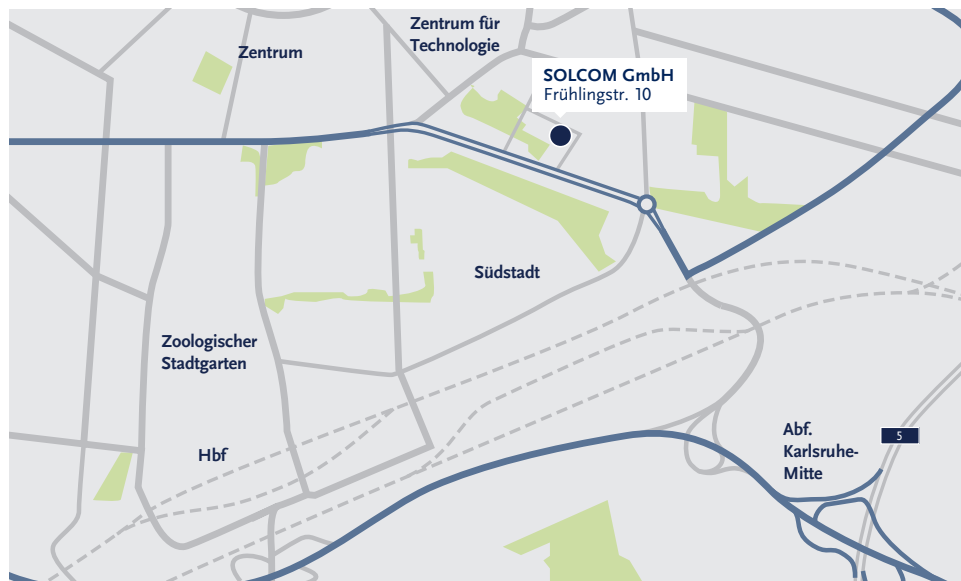 Zentrum für
Technologie
Zentrum
SOLCOM GmbH
Frühlingstr. 10
Südstadt
Zoologischer
Stadtgarten
Hbf
Abf.
Karlsruhe-
Mitte
5